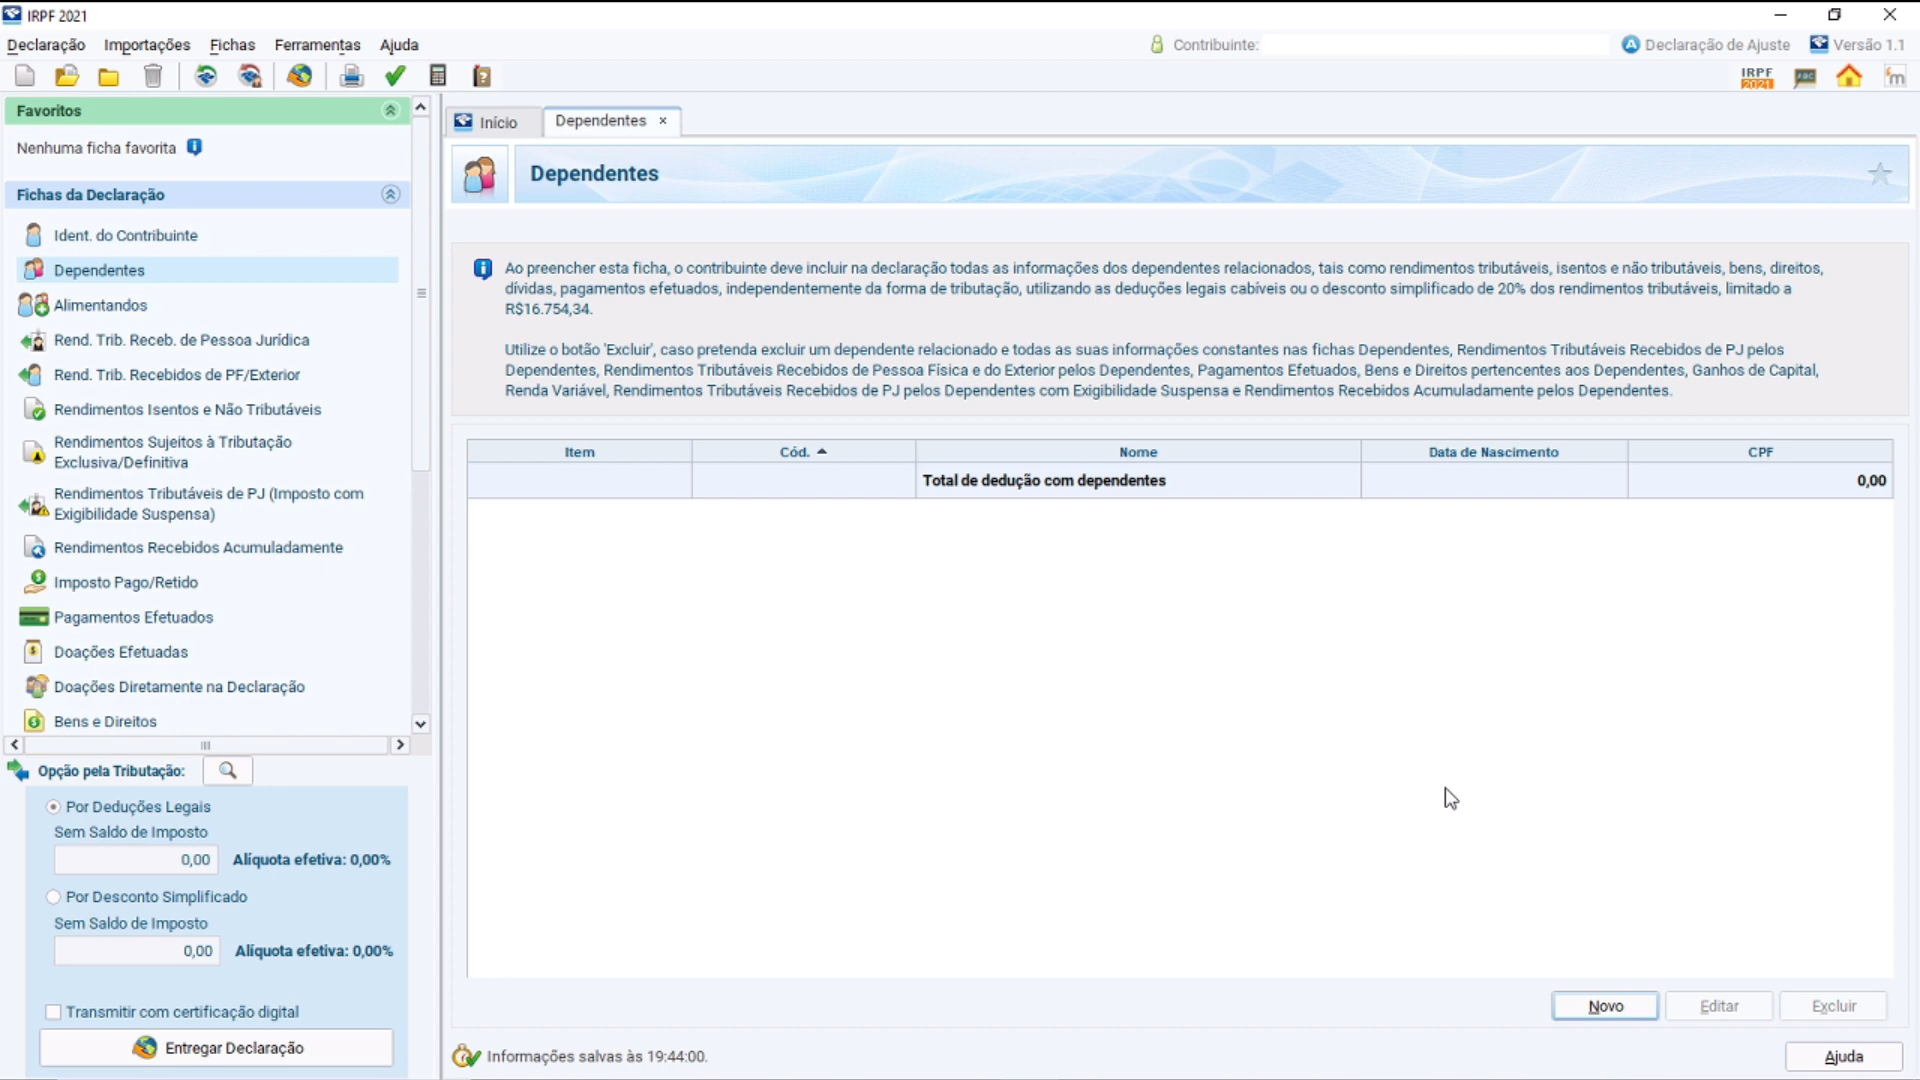 IRPF 2021
Declaração Importações Fichas Ferramentas Ajuda
Contribuinte:
Declaração de Ajuste
Versão 1.1
IRPF
2021
ABC
Favoritos
Nenhuma ficha favorita
Fichas da Declaração
Ident. do Contribuinte
Dependentes
Alimentandos
Rend. Trib. Receb. de Pessoa Jurídica
Rend. Trib. Recebidos de PF/Exterior
Rendimentos Isentos e Não Tributáveis
Rendimentos Sujeitos à Tributação
Exclusiva/Definitiva
Rendimentos Tributáveis de PJ (Imposto com
Exigibilidade Suspensa)
Rendimentos Recebidos Acumuladamente
Imposto Pago/Retido
Pagamentos Efetuados
Doações Efetuadas
Doações Diretamente na Declaração
Bens e Direitos
Opção pela Tributação:
Por Deduções Legais
Sem Saldo de Imposto
0,00 Alíquota efetiva: 0,00%
Por Desconto Simplificado
Sem Saldo de Imposto
0,00 Alíquota efetiva: 0,00%
Transmitir com certificação digital
Entregar Declaração
Início
Dependentes ×
Dependentes
Ao preencher esta ficha, o contribuinte deve incluir na declaração todas as informações dos dependentes relacionados, tais como rendimentos tributáveis, isentos e não tributáveis, bens, direitos,
dívidas, pagamentos efetuados, independentemente da forma de tributação, utilizando as deduções legais cabíveis ou o desconto simplificado de 20% dos rendimentos tributáveis, limitado a
R$16.754,34.
Utilize o botão 'Excluir', caso pretenda excluir um dependente relacionado e todas as suas informações constantes nas fichas Dependentes, Rendimentos Tributáveis Recebidos de PJ pelos
Dependentes, Rendimentos Tributáveis Recebidos de Pessoa Física e do Exterior pelos Dependentes, Pagamentos Efetuados, Bens e Direitos pertencentes aos Dependentes, Ganhos de Capital,
Renda Variável, Rendimentos Tributáveis Recebidos de PJ pelos Dependentes com Exigibilidade Suspensa e Rendimentos Recebidos Acumuladamente pelos Dependentes.
Item Cód. Nome Data de Nascimento CPF
Total de dedução com dependentes 0,00
Novo Editar Excluir
Informações salvas às 19:44:00.
Ajuda